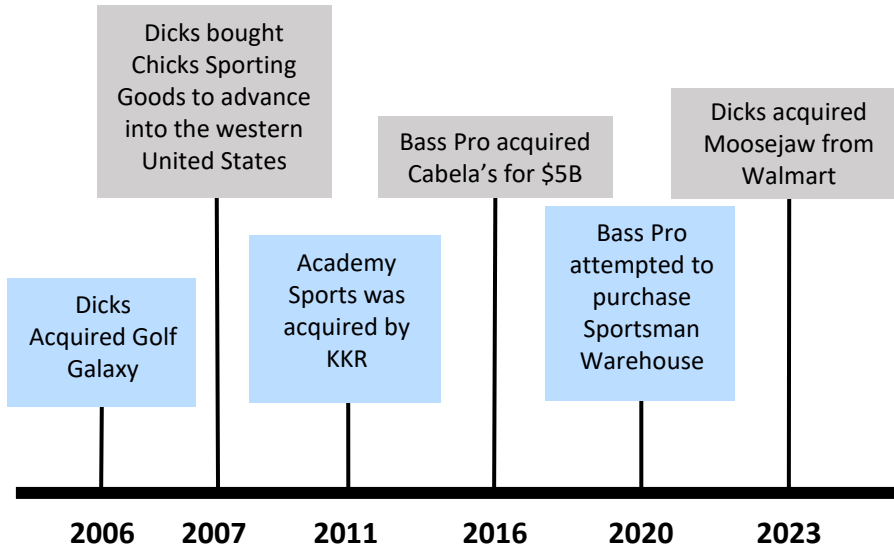 Dicks bought
Chicks Sporting
Goods to advance
into the western
United States
Bass Pro acquired
Cabela’s for $5B
Dicks acquired
Moosejaw from
Walmart
Dicks
Acquired Golf
Galaxy
Academy
Sports was
acquired by
KKR
Bass Pro
attempted to
purchase
Sportsman
Warehouse
2006 2007 2011 2016 2020 2023